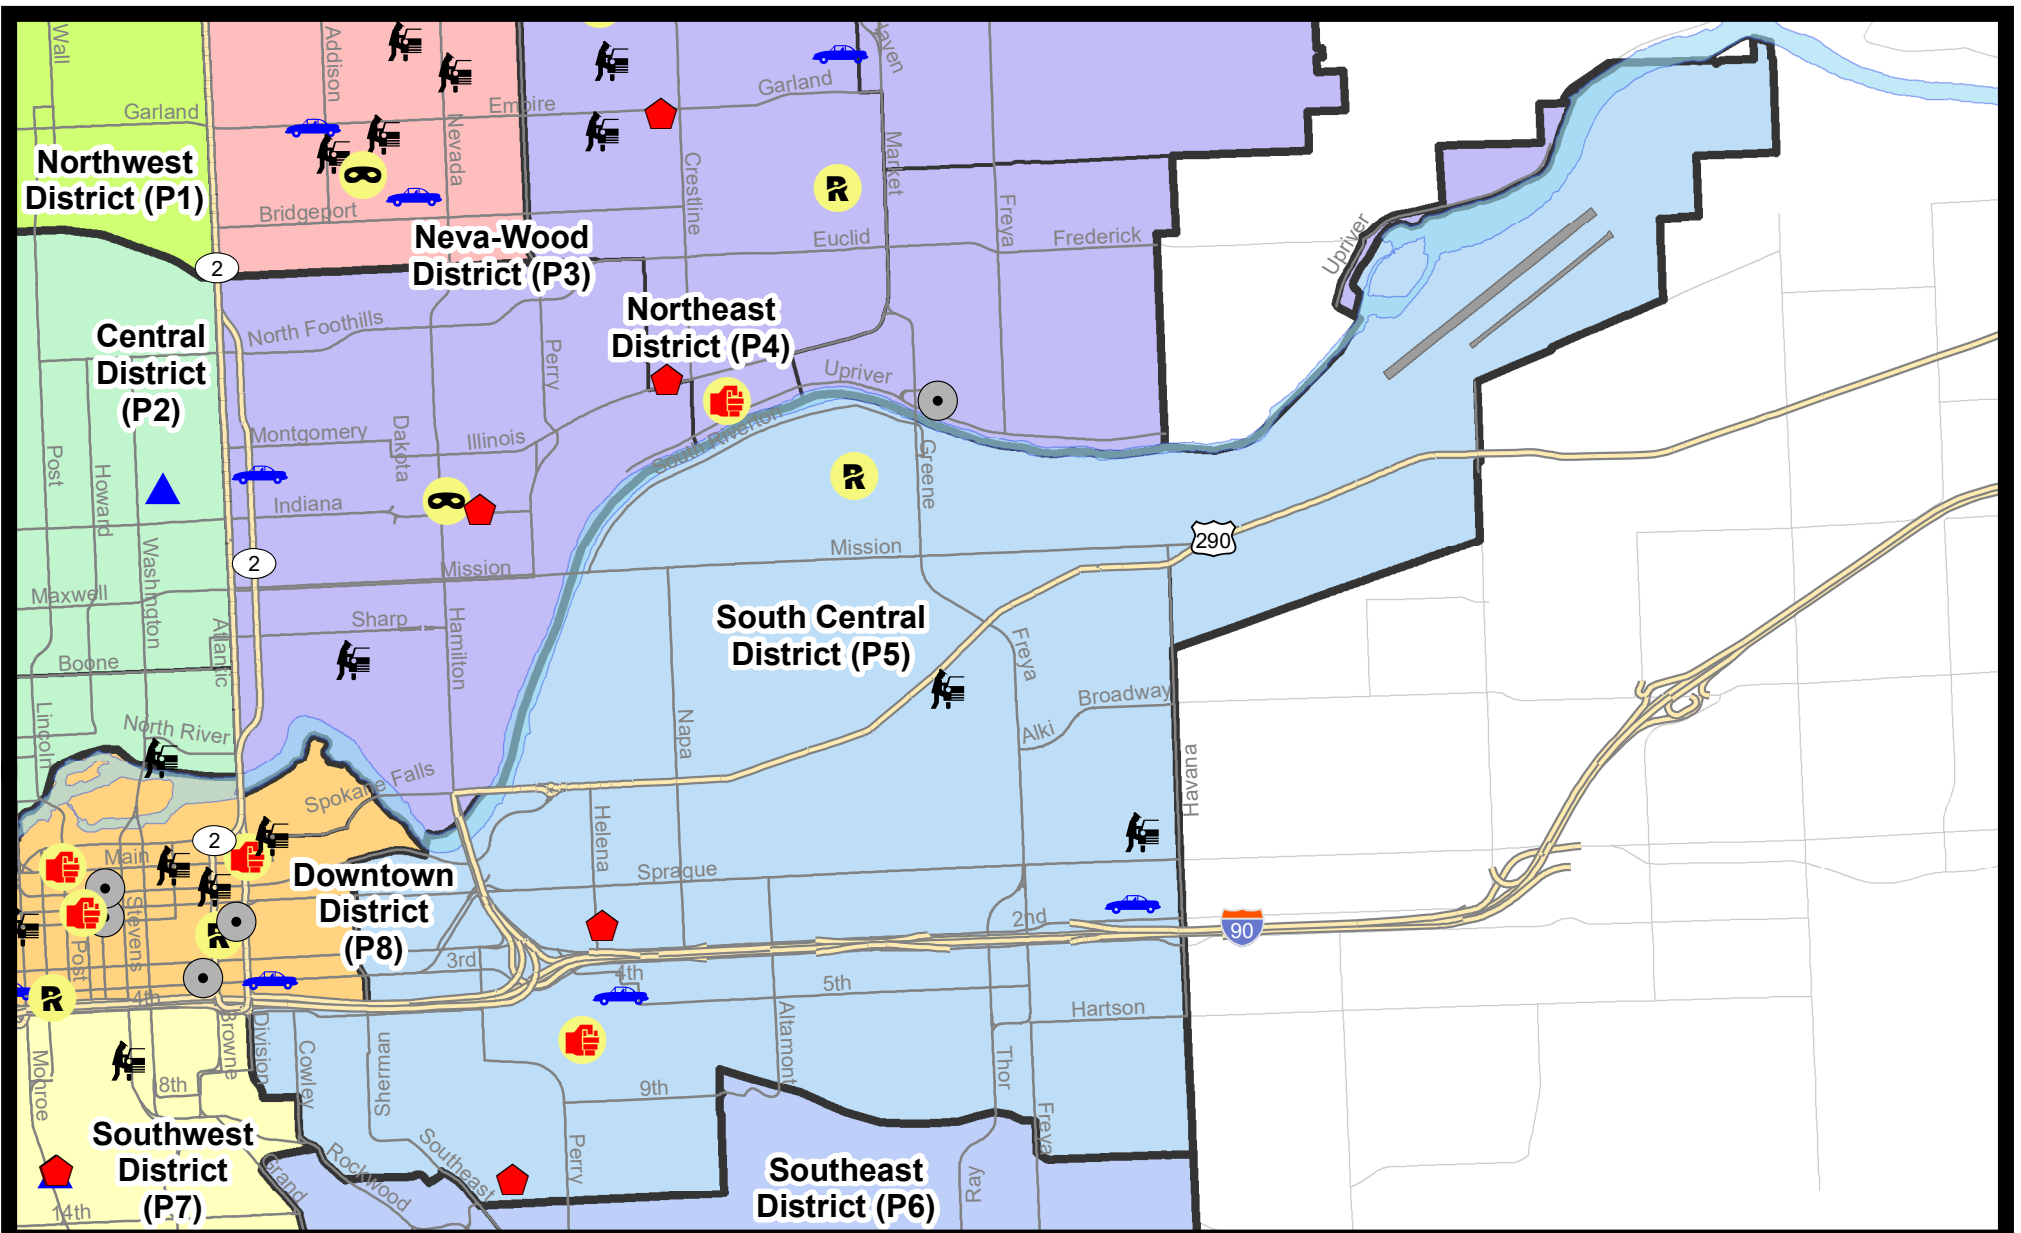 Wall
Addison
Haven
Garland
Empire
Garland
Nevada
Market
Crestline
Northwest
District (P1)
Bridgeport
Freya
Neva-Wood
District (P3)
Euclid
Frederick
Upriver
2
Northeast
District (P4)
North Foothills
Central
District
(P2)
Perry
Upriver
Montgomery
Dakota
Illinois
South Riverton
Greene
Post
Howard
Indiana
Washington
Mission
290
2
Mission
Maxwell
Sharp
Hamilton
South Central
District (P5)
Atlantic
Boone
Freya
Broadway
Lincoln
North River
Napa
Alki
Havana
Spokane Falls
Helena
2
Main
Downtown
District
(P8)
Sprague
Stevens
Post
2nd
90
3rd
4th
5th
4th
Altamont
Hartson
Browne
Division
Cowley
Sherman
Monroe
8th
9th
Thor
Freya
Southwest
District
(P7)
Southeast
Perry
Rockwood
Grand
Southeast
District (P6)
Ray
14th